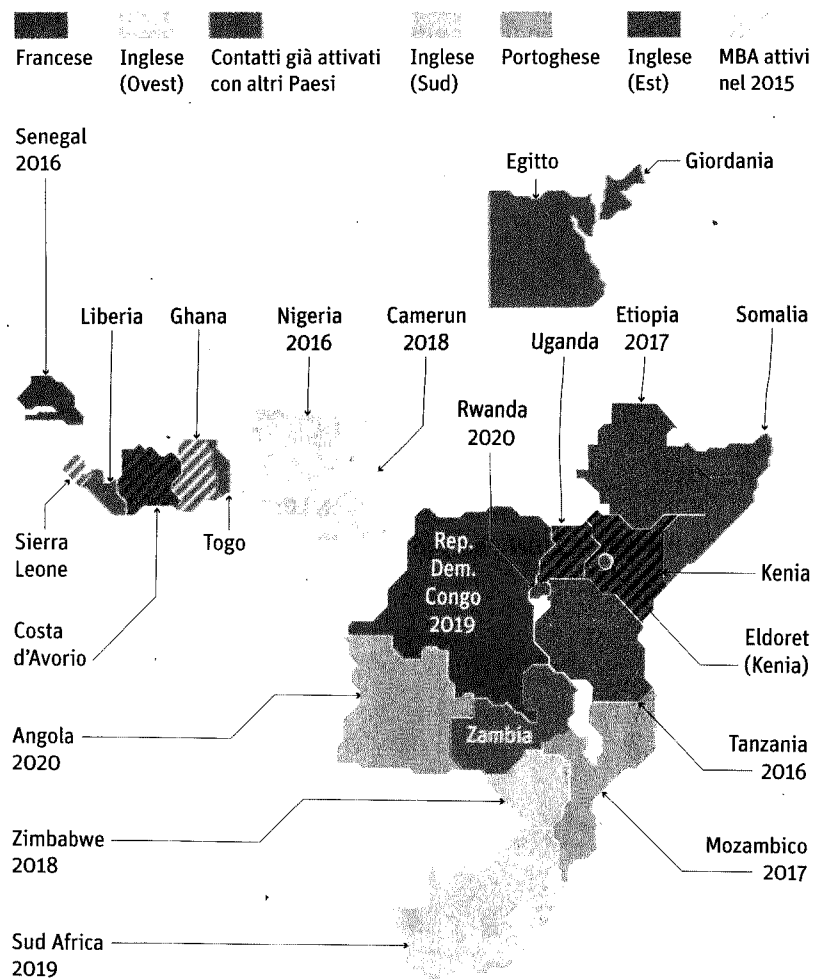 Francese
Inglese
(Ovest)
Contatti già attivati
con altri Paesi
Inglese
(Sud)
Portoghese
Inglese
(Est)
MBA attivi
nel 2015
Senegal
2016
Egitto
Giordania
Liberia
Ghana
Nigeria
2016
Camerun
2018
Uganda
Etiopia
2017
Somalia
Rwanda
2020
Sierra
Leone
Togo
Rep.
Dem.
Congo
2019
Kenia
Costa
d'Avorio
Eldoret
(Kenia)
Angola
2020
Zambia
Tanzania
2016
Zimbabwe
2018
Mozambico
2017
Sud Africa
2019